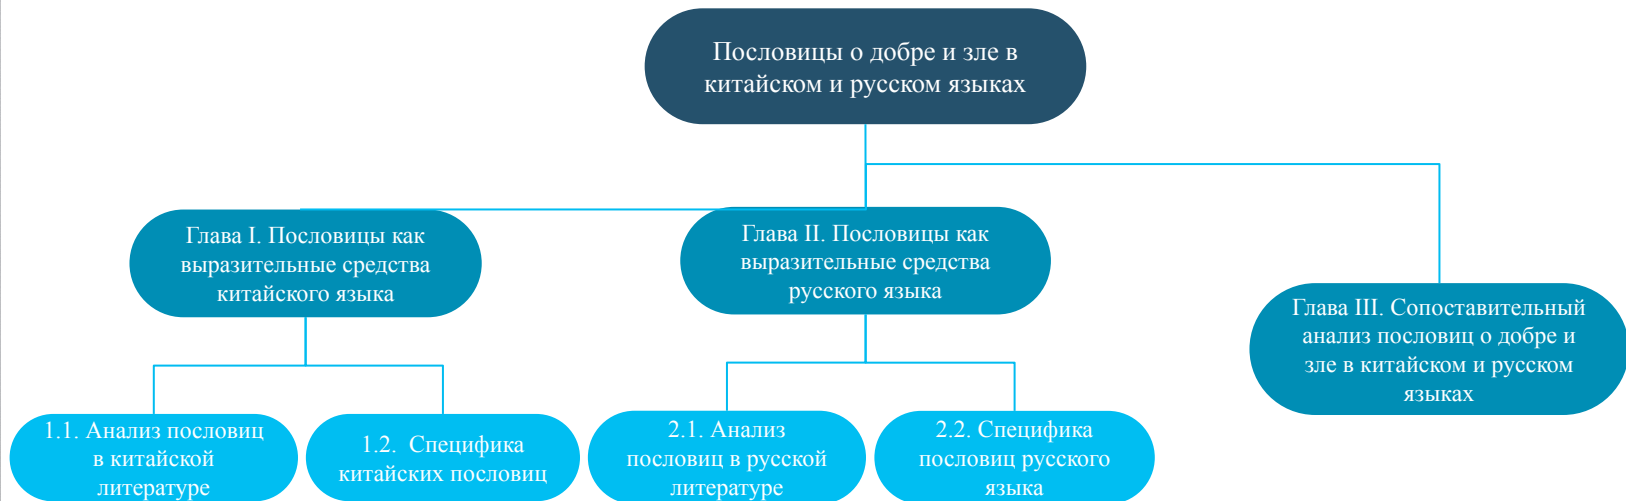 Пословицы о добре и зле в
китайском и русском языках
Глава I. Пословицы как
выразительные средства
китайского языка
Глава II. Пословицы как
выразительные средства
русского языка
Глава III. Сопоставительный
анализ пословиц о добре и
зле в китайском и русском
языках
1.1. Анализ пословиц
в китайской
литературе
1.2. Специфика
китайских пословиц
2.1. Анализ
пословиц в русской
литературе
2.2. Специфика
пословиц русского
языка